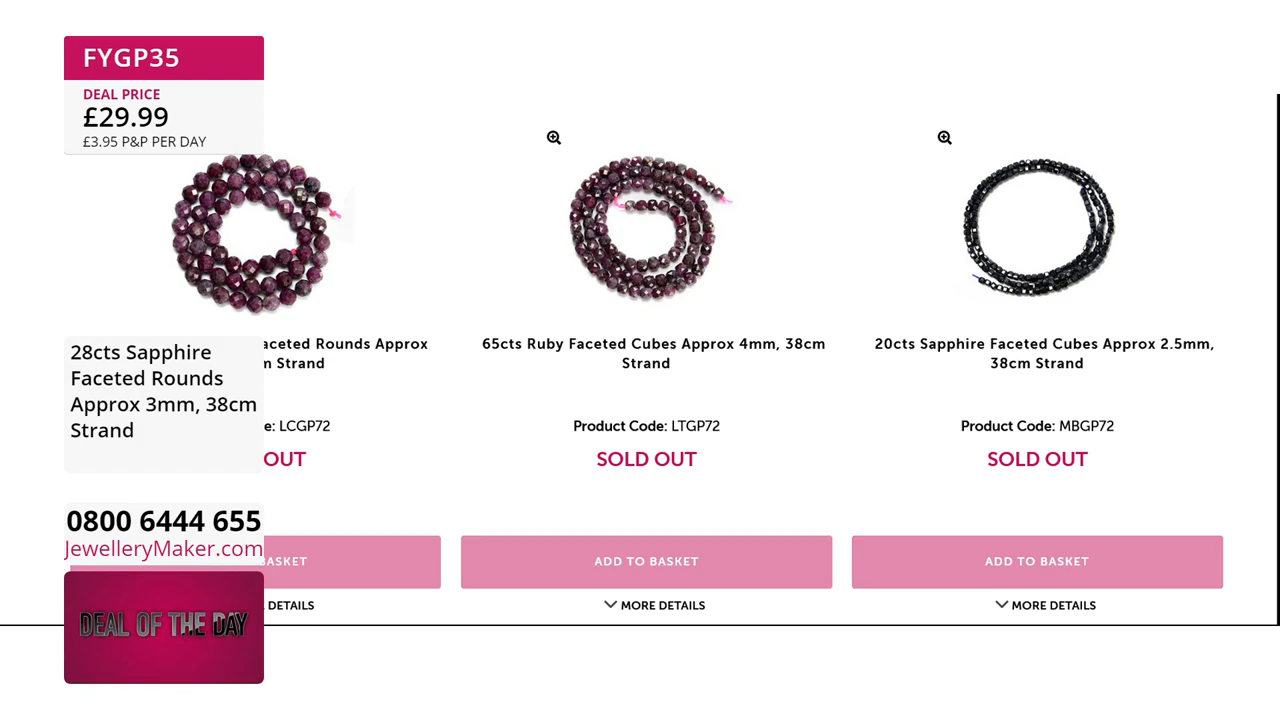 FYGP35
DEAL PRICE
£29.99
£3.95 P&P PER DAY
28cts Sapphire
Faceted Rounds
Approx 3mm, 38cm
Strand
0800 6444 655
JewelleryMaker.com
DEAL OF THE DAY
aceted Rounds Approx
m Strand
e: LCGP72
OUT
BASKET
DETAILS
65cts Ruby Faceted Cubes Approx 4mm, 38cm
Strand
Product Code: LTGP72
SOLD OUT
ADD TO BASKET
MORE DETAILS
20cts Sapphire Faceted Cubes Approx 2.5mm,
38cm Strand
Product Code: MBGP72
SOLD OUT
ADD TO BASKET
MORE DETAILS